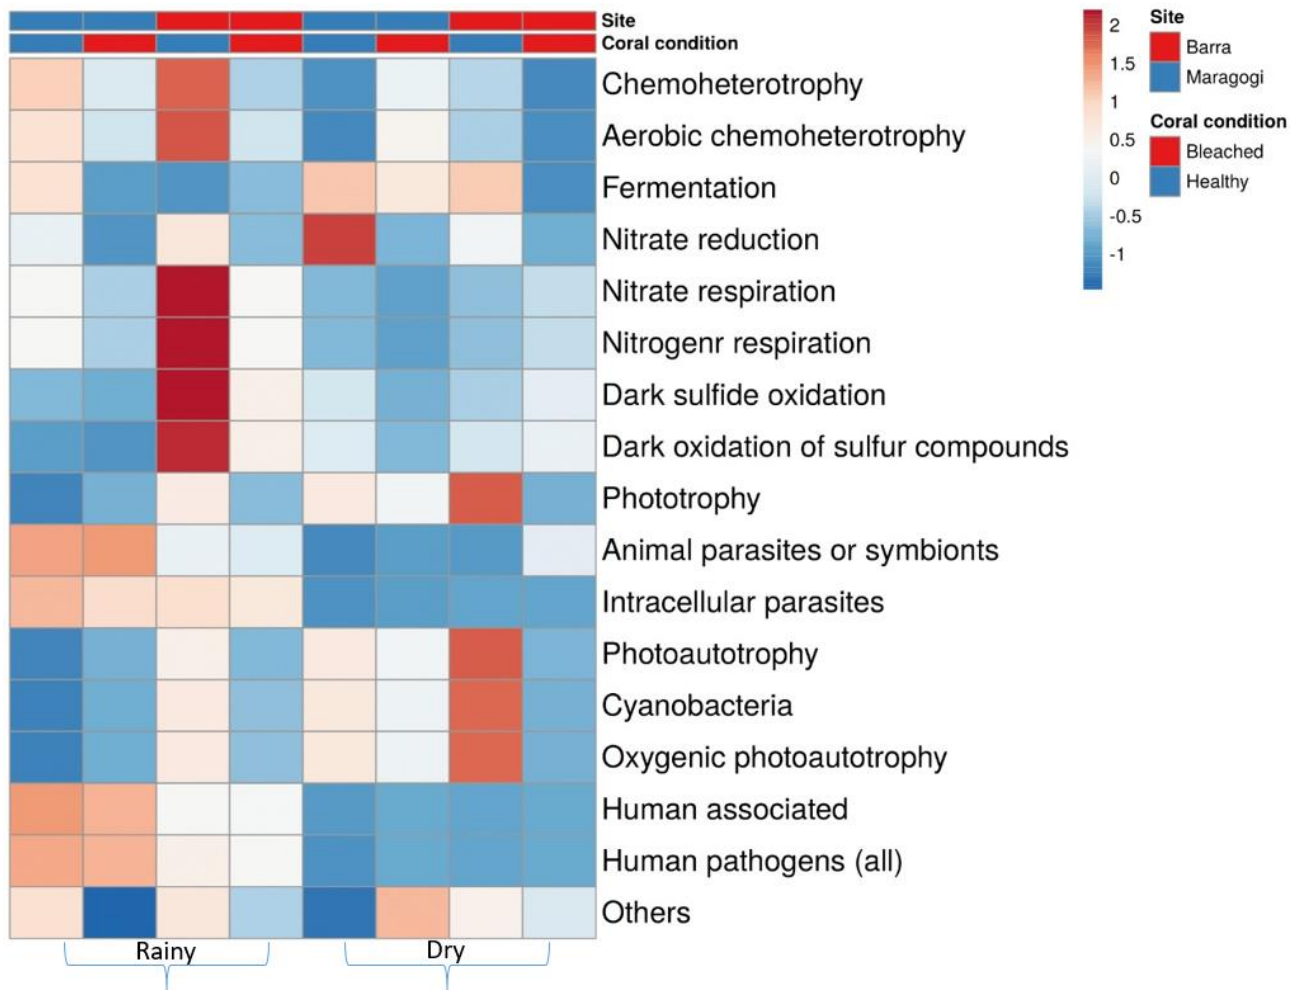 Site
Coral condition
Chemoheterotrophy
Aerobic chemoheterotrophy
Fermentation
Nitrate reduction
Nitrate respiration
Nitrogenr respiration
Dark sulfide oxidation
Dark oxidation of sulfur compounds
Phototrophy
Animal parasites or symbionts
Intracellular parasites
Photoautotrophy
Cyanobacteria
Oxygenic photoautotrophy
Human associated
Human pathogens (all)
Others
Rainy
Dry
2
1.5
1
0.5
0
-0.5
-1
Site
Barra
Maragogi
Coral condition
Bleached
Healthy